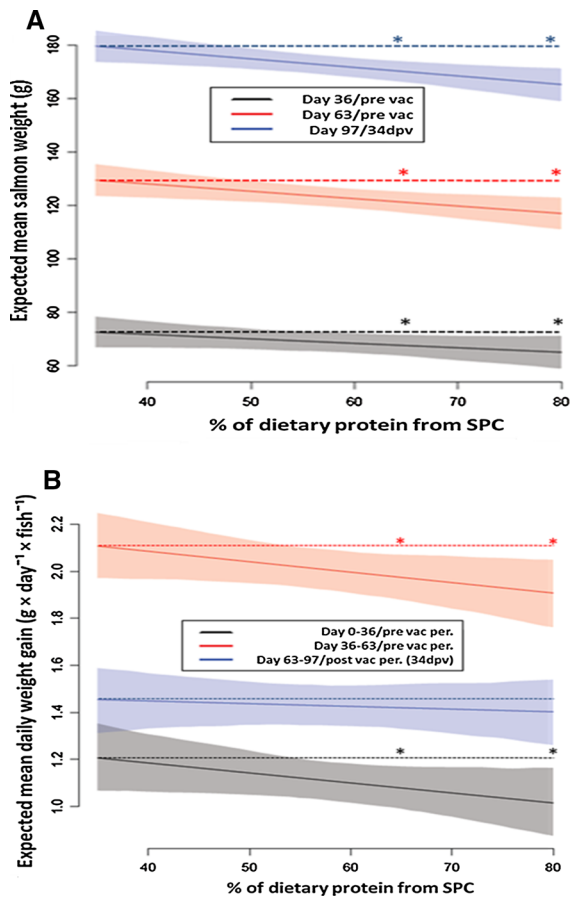 A
Expected mean salmon weight (g)
180
160
140
120
100
80
60
* *
Day 36/pre vac
Day 63/pre vac
Day 97/34dpv
* *
* *
40 50 60 70 80
% of dietary protein from SPC
B
Expected mean daily weight gain (g × day⁻¹ × fish⁻¹)
2.2
2.0
1.8
1.6
1.4
1.2
1.0
* *
Day 0-36/pre vac per.
Day 36-63/pre vac per.
Day 63-97/post vac per. (34dpv)
* *
40 50 60 70 80
% of dietary protein from SPC